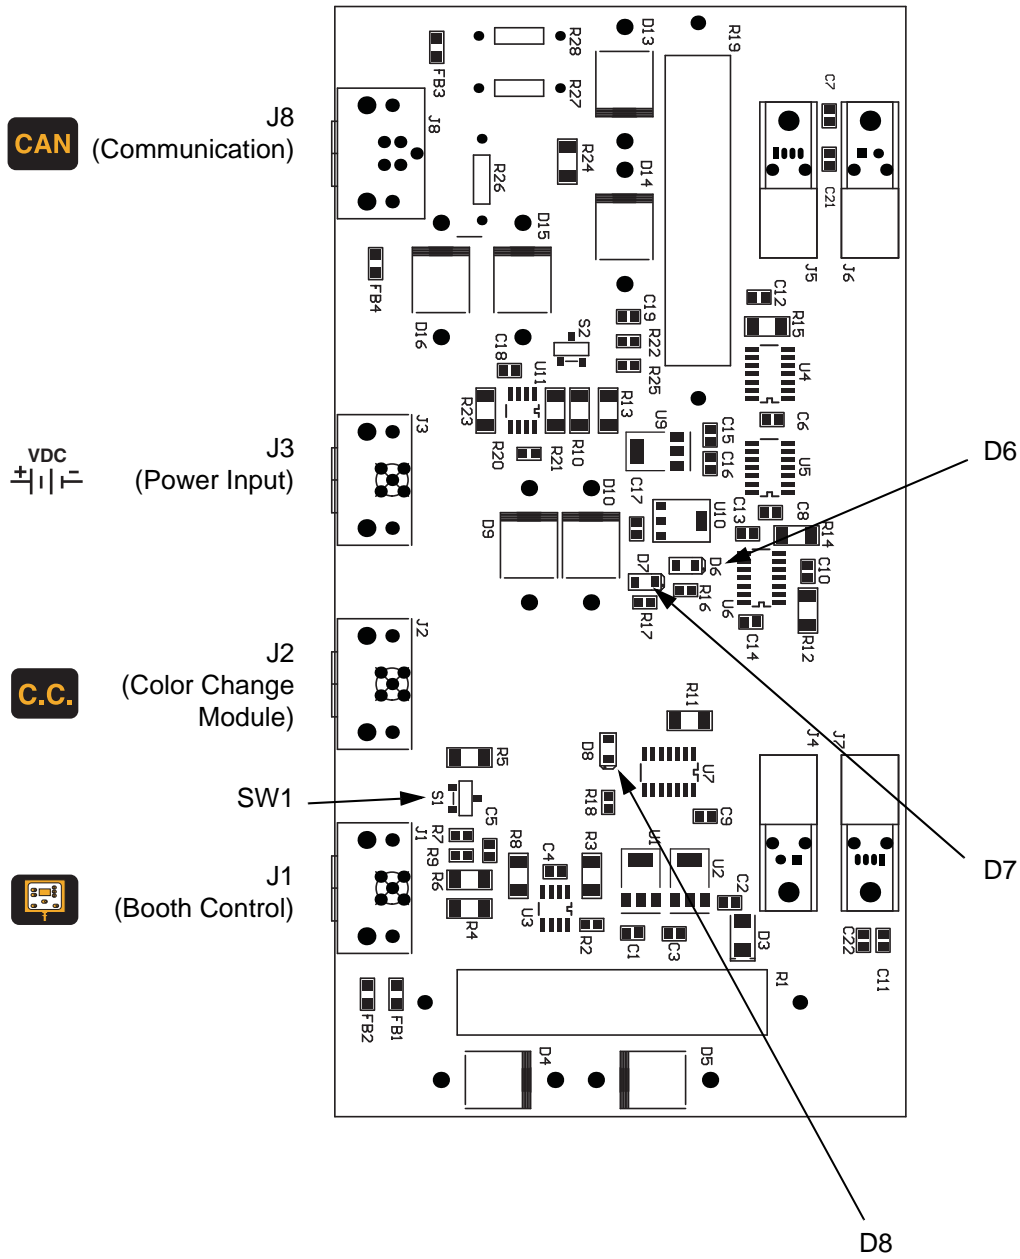 D13
R28
R19
FB3
R27
C7
CAN
J8
(Communication)
J8
R24
R26
D14
C21
D15
J5
J6
FB4
C12
C19
R15
D16
S2
R22
C18
U11
R25
U4
R23
R13
C6
J3
U9
C15
R20
R21
R10
C16
U5
VDC
+ -
J3
(Power Input)
D6
D10
C17
D9
U10
C13
C8
R14
D7
D6
C10
R16
U6
R17
C14
R12
J2
C.C.
J2
(Color Change
Module)
R11
J4
J7
D8
R5
U7
SW1
S1
R18
C9
J1
R7
C5
U1
R9
R8
C4
R3
U2
D7
J1
(Booth Control)
R6
C2
R4
U3
R2
C1
C3
D3
C22
C11
R1
FB2
FB1
D4
D5
D8